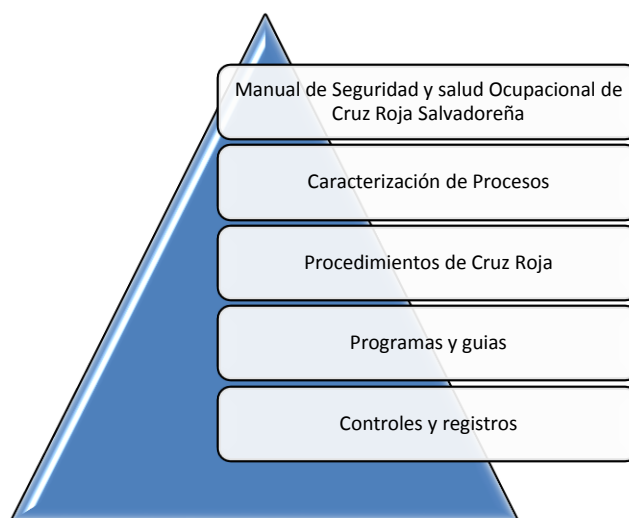 Manual de Seguridad y salud Ocupacional de
Cruz Roja Salvadoreña
Caracterización de Procesos
Procedimientos de Cruz Roja
Programas y guias
Controles y registros